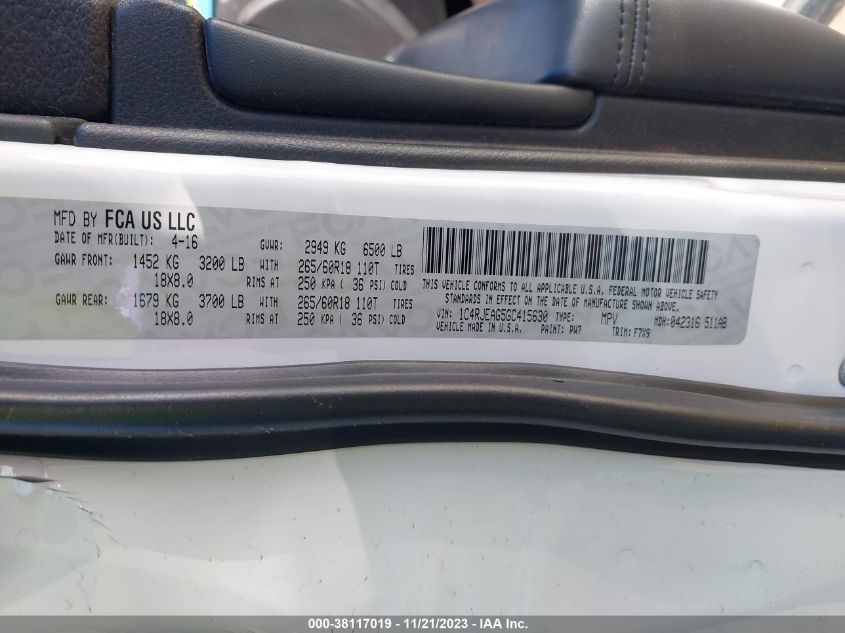 MFD BY FCA US LLC
DATE OF MFR(BUILT): 4-16 GVWR: 2949 KG 6500 LB
GAWR FRONT: 1452 KG 3200 LB WITH 265/60R18 110T TIRES
18X8.0 RIMS AT 250 KPA ( 36 PSI) COLD
GAWR REAR: 1679 KG 3700 LB WITH 265/60R18 110T TIRES
18X8.0 RIMS AT 250 KPA ( 36 PSI) COLD
THIS VEHICLE CONFORMS TO ALL APPLICABLE U.S.A. FEDERAL MOTOR VEHICLE SAFETY
STANDARDS IN EFFECT ON THE DATE OF MANUFACTURE SHOWN ABOVE.
VIN: 1C4RJEAG5GC415630 TYPE: MPV MDH:042316 511AB
VEHICLE MADE IN U.S.A. PAINT: PW7 TRIM: F7X9
000-38117019 - 11/21/2023 - IAA Inc.